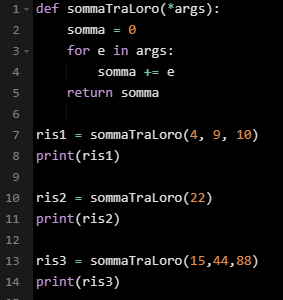 1 def sommaTraLoro(*args):
2     somma = 0
3     for e in args:
4         somma += e
5     return somma
6
7 ris1 = sommaTraLoro(4, 9, 10)
8 print(ris1)
9
10 ris2 = sommaTraLoro(22)
11 print(ris2)
12
13 ris3 = sommaTraLoro(15,44,88)
14 print(ris3)